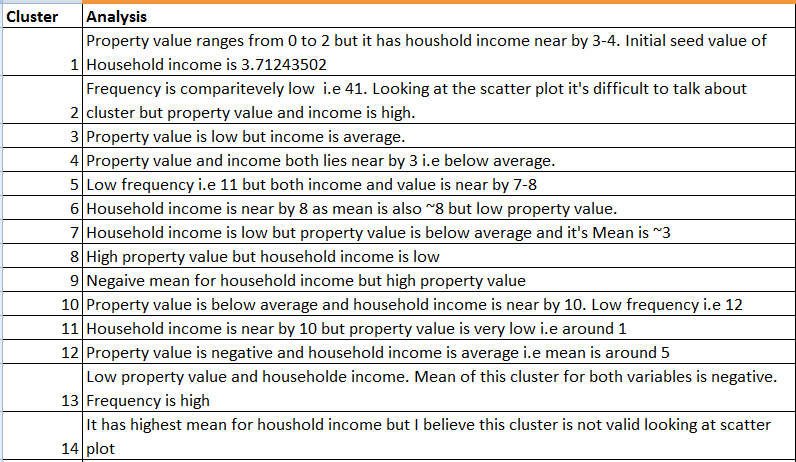 Cluster Analysis
Property value ranges from 0 to 2 but it has houshold income near by 3-4. Initial seed value of
1 Household income is 3.71243502
Frequency is comparitevely low i.e 41. Looking at the scatter plot it's difficult to talk about
2 cluster but property value and income is high.
3 Property value is low but income is average.
4 Property value and income both lies near by 3 i.e below average.
5 Low frequency i.e 11 but both income and value is near by 7-8
6 Household income is near by 8 as mean is also ~8 but low property value.
7 Household income is low but property value is below average and it's Mean is ~3
8 High property value but household income is low
9 Negaive mean for household income but high property value
10 Property value is below average and household income is near by 10. Low frequency i.e 12
11 Household income is near by 10 but property value is very low i.e around 1
12 Property value is negative and household income is average i.e mean is around 5
Low property value and householde income. Mean of this cluster for both variables is negative.
13 Frequency is high
It has highest mean for houshold income but I believe this cluster is not valid looking at scatter
14 plot